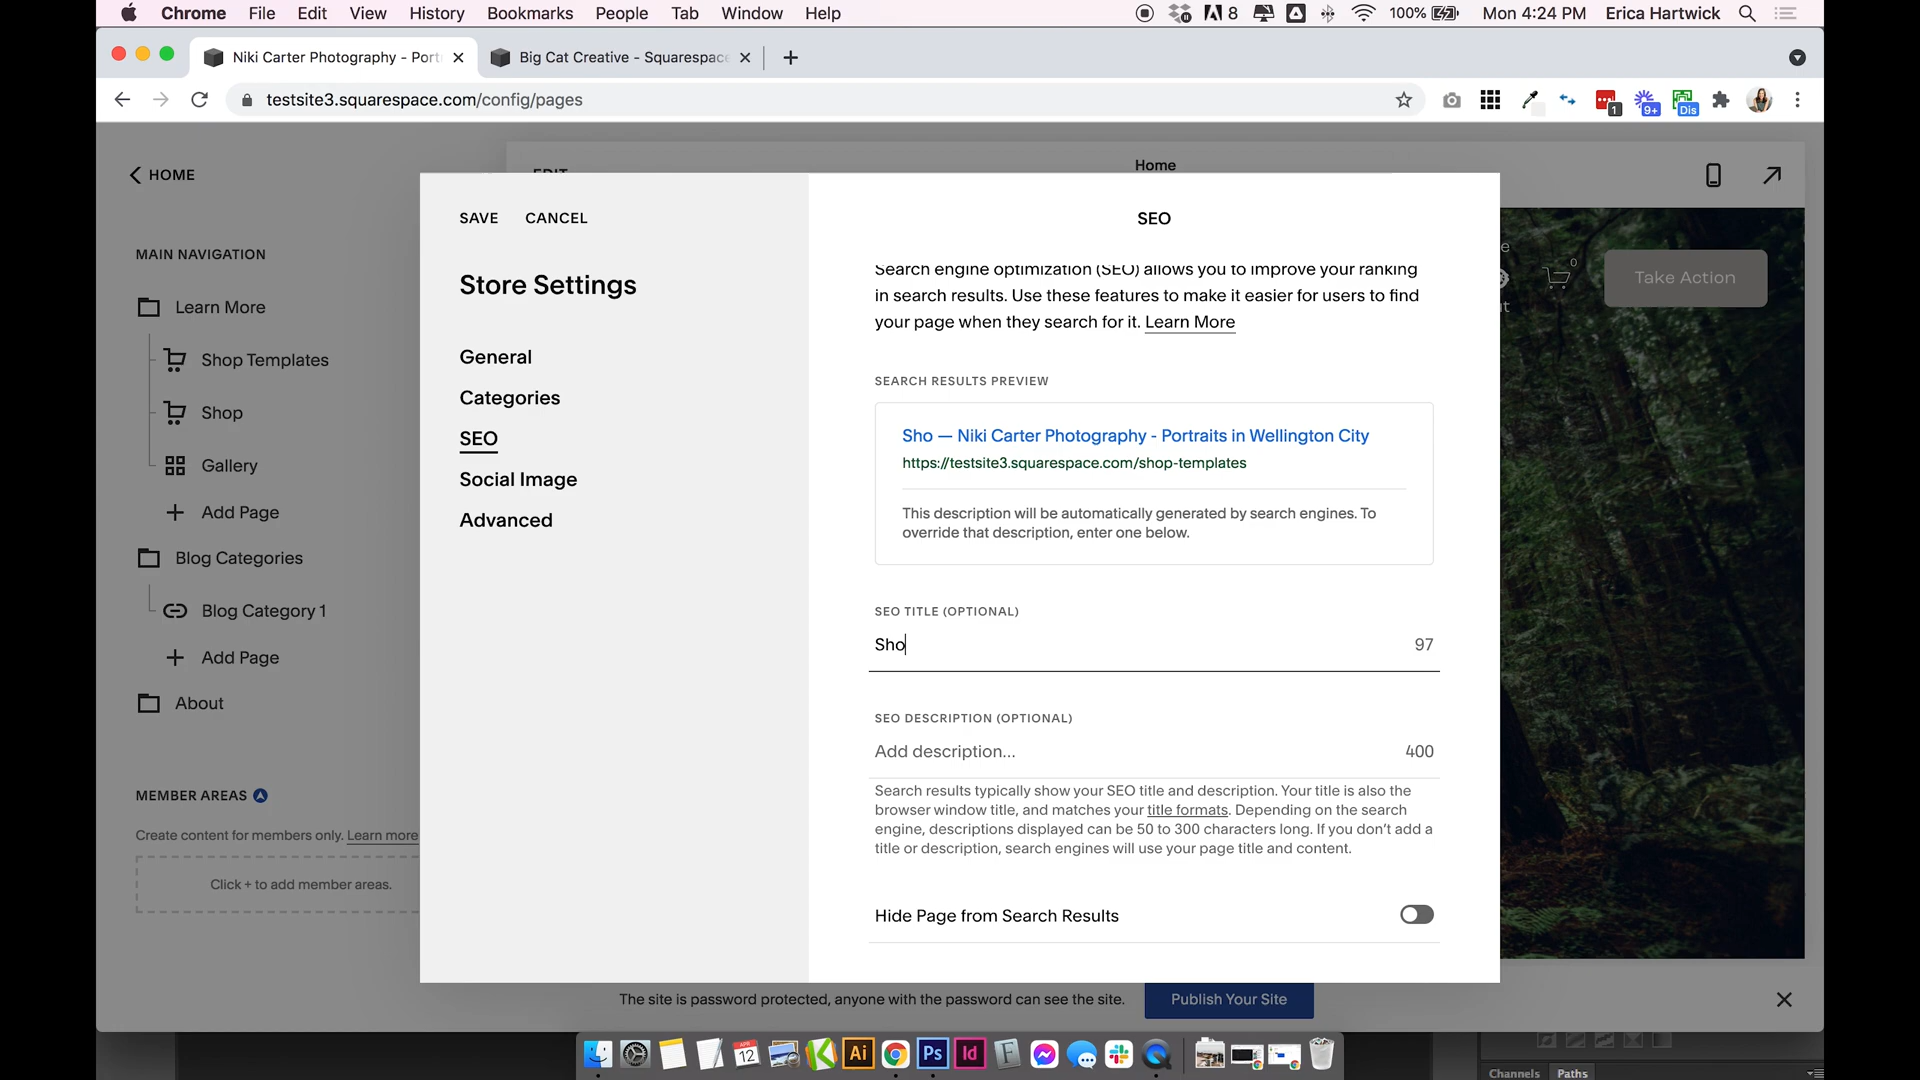 Chrome File Edit View History Bookmarks People Tab Window Help 8 100% Mon 4:24 PM Erica Hartwick
Niki Carter Photography - Port
Big Cat Creative - Squarespace
testsite3.squarespace.com/config/pages
1 9+ Dis
HOME
EDIT
Home
MAIN NAVIGATION
Learn More
Shop Templates
Shop
Gallery
Add Page
Blog Categories
Blog Category 1
Add Page
About
MEMBER AREAS
Create content for members only. Learn more
Click + to add member areas.
SAVE CANCEL
Store Settings
General
Categories
SEO
Social Image
Advanced
SEO
Search engine optimization (SEO) allows you to improve your ranking
in search results. Use these features to make it easier for users to find
your page when they search for it. Learn More
SEARCH RESULTS PREVIEW
Sho — Niki Carter Photography - Portraits in Wellington City
https://testsite3.squarespace.com/shop-templates
This description will be automatically generated by search engines. To
override that description, enter one below.
SEO TITLE (OPTIONAL)
Sho 97
SEO DESCRIPTION (OPTIONAL)
Add description... 400
Search results typically show your SEO title and description. Your title is also the
browser window title, and matches your title formats. Depending on the search
engine, descriptions displayed can be 50 to 300 characters long. If you don't add a
title or description, search engines will use your page title and content.
Hide Page from Search Results
0
Take Action
The site is password protected, anyone with the password can see the site. Publish Your Site
APR
12
Ai Ps Id
Channels Paths